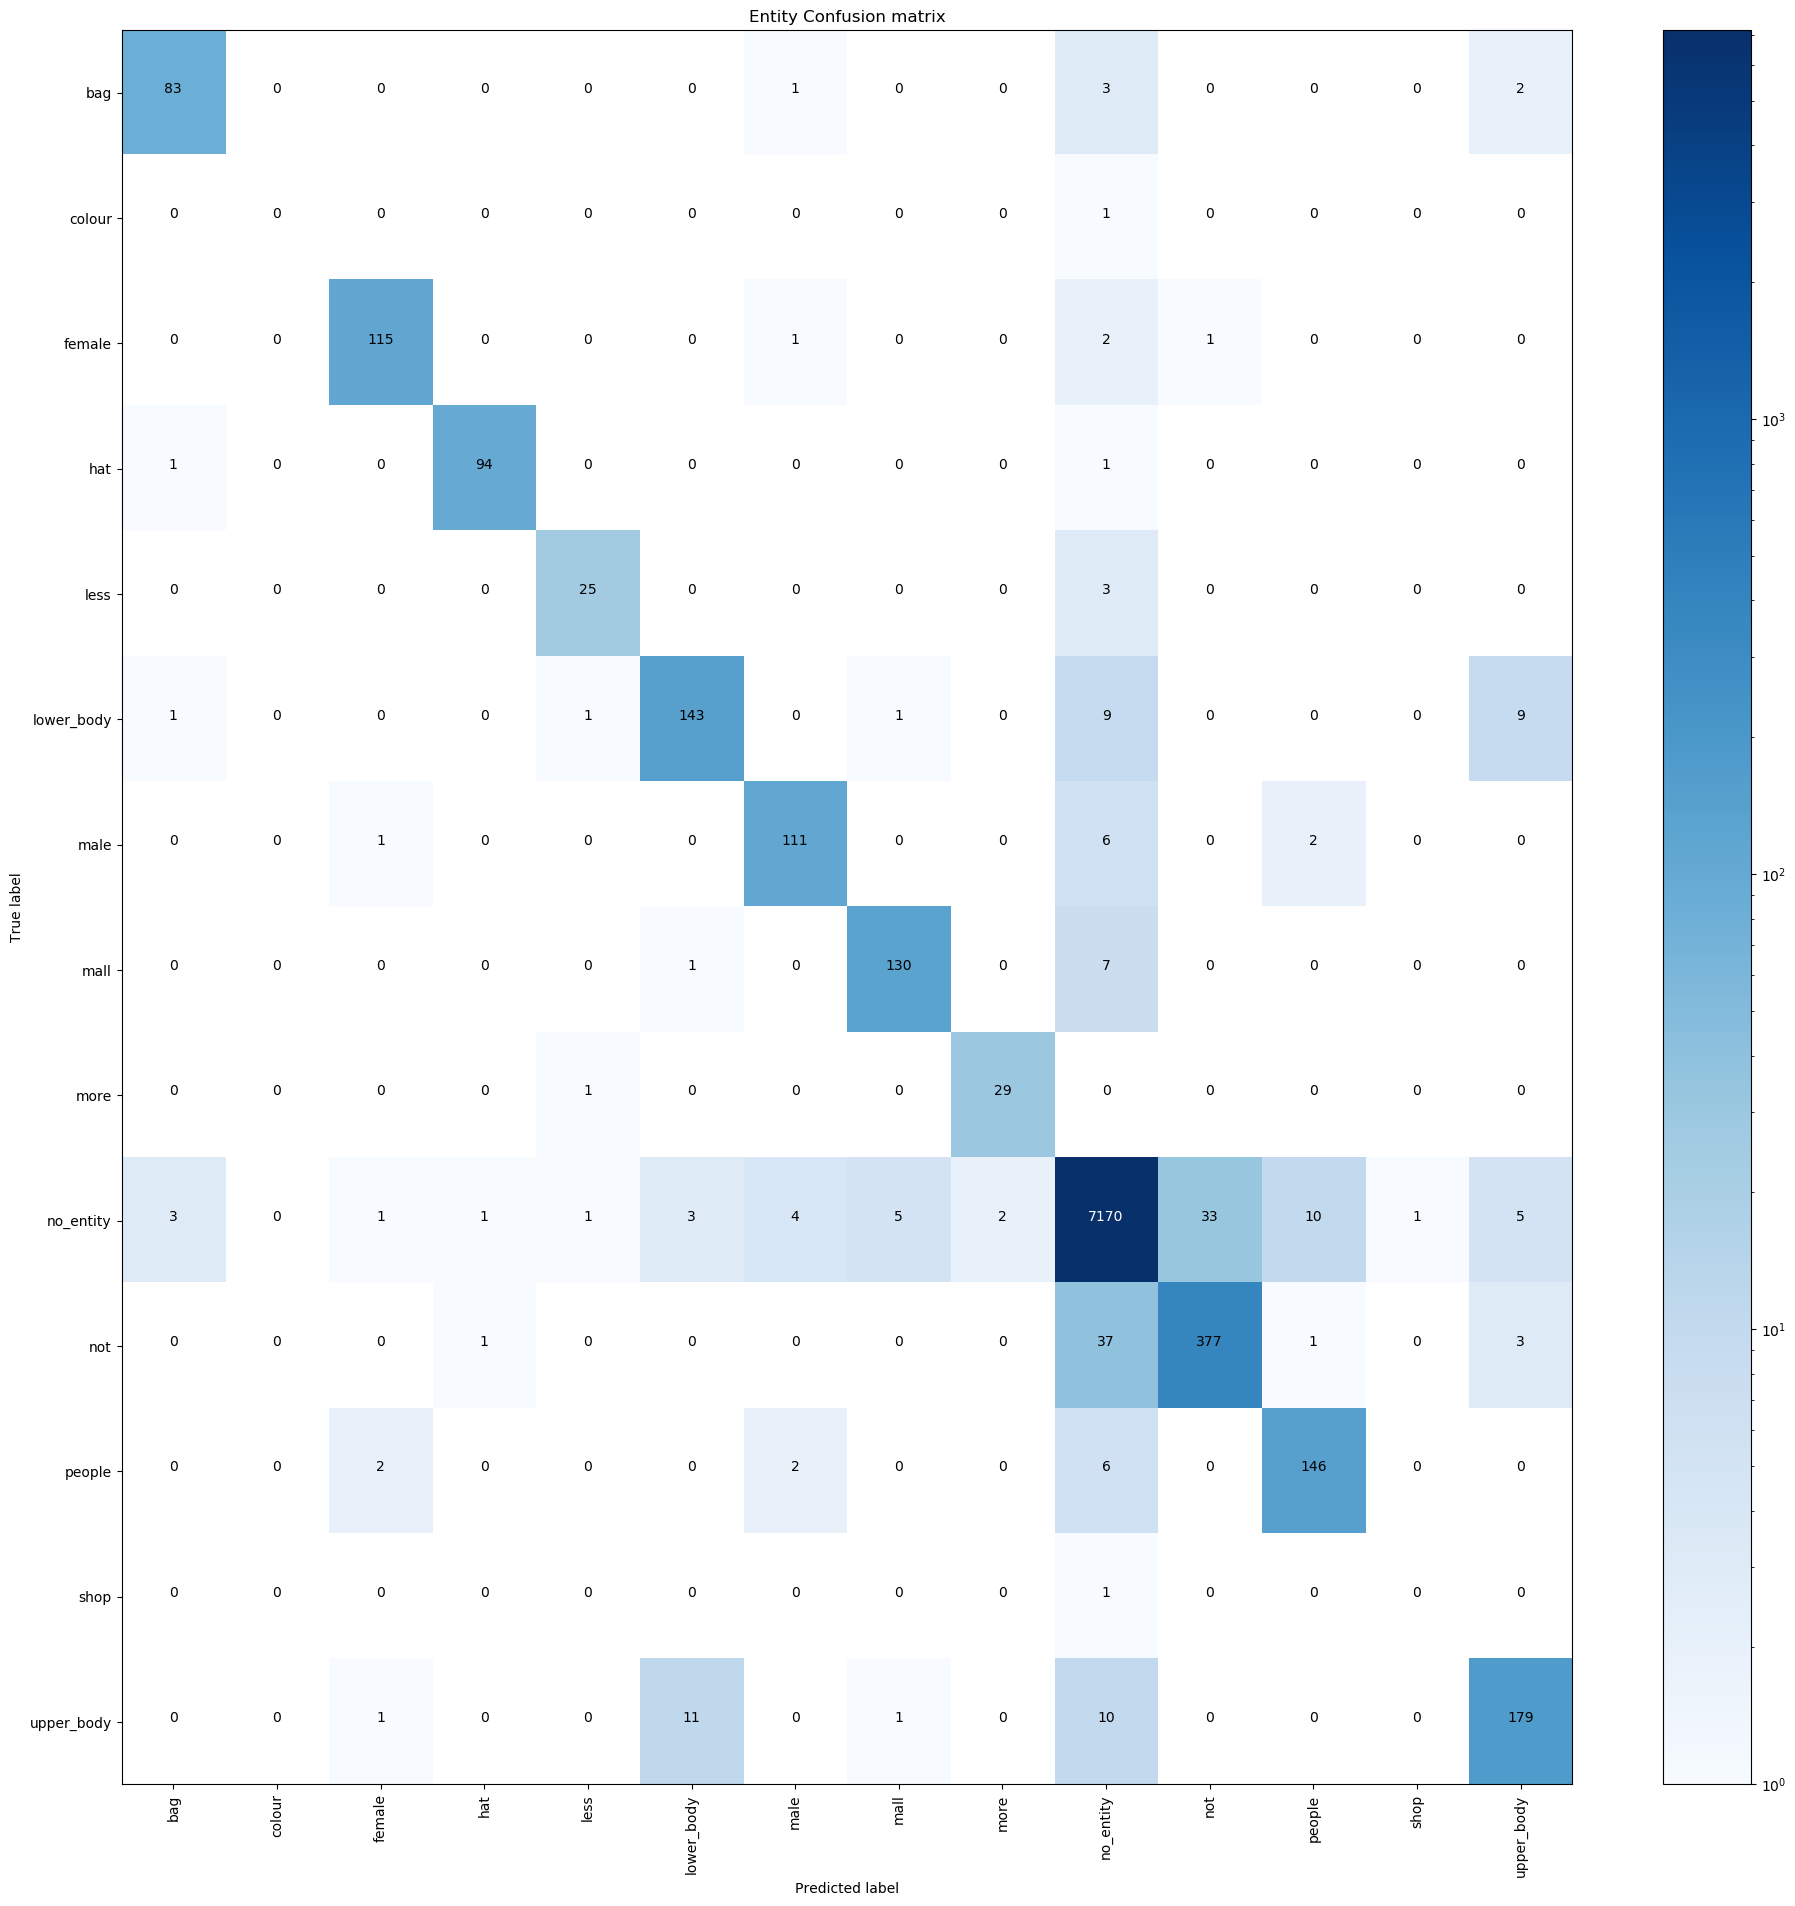 Entity Confusion matrix
bag 83 0 0 0 0 0 1 0 0 3 0 0 0 2
colour 0 0 0 0 0 0 0 0 0 1 0 0 0 0
female 0 0 115 0 0 0 1 0 0 2 1 0 0 0
hat 1 0 0 94 0 0 0 0 0 1 0 0 0 0
less 0 0 0 0 25 0 0 0 0 3 0 0 0 0
lower_body 1 0 0 0 1 143 0 1 0 9 0 0 0 9
male 0 0 1 0 0 0 111 0 0 6 0 2 0 0
mall 0 0 0 0 0 1 0 130 0 7 0 0 0 0
more 0 0 0 0 1 0 0 0 29 0 0 0 0 0
no_entity 3 0 1 1 1 3 4 5 2 7170 33 10 1 5
not 0 0 0 1 0 0 0 0 0 37 377 1 0 3
people 0 0 2 0 0 0 2 0 0 6 0 146 0 0
shop 0 0 0 0 0 0 0 0 0 1 0 0 0 0
upper_body 0 0 1 0 0 11 0 1 0 10 0 0 0 179
True label
bag colour female hat less lower_body male mall more no_entity not people shop upper_body
Predicted label
10³
10²
10¹
10⁰